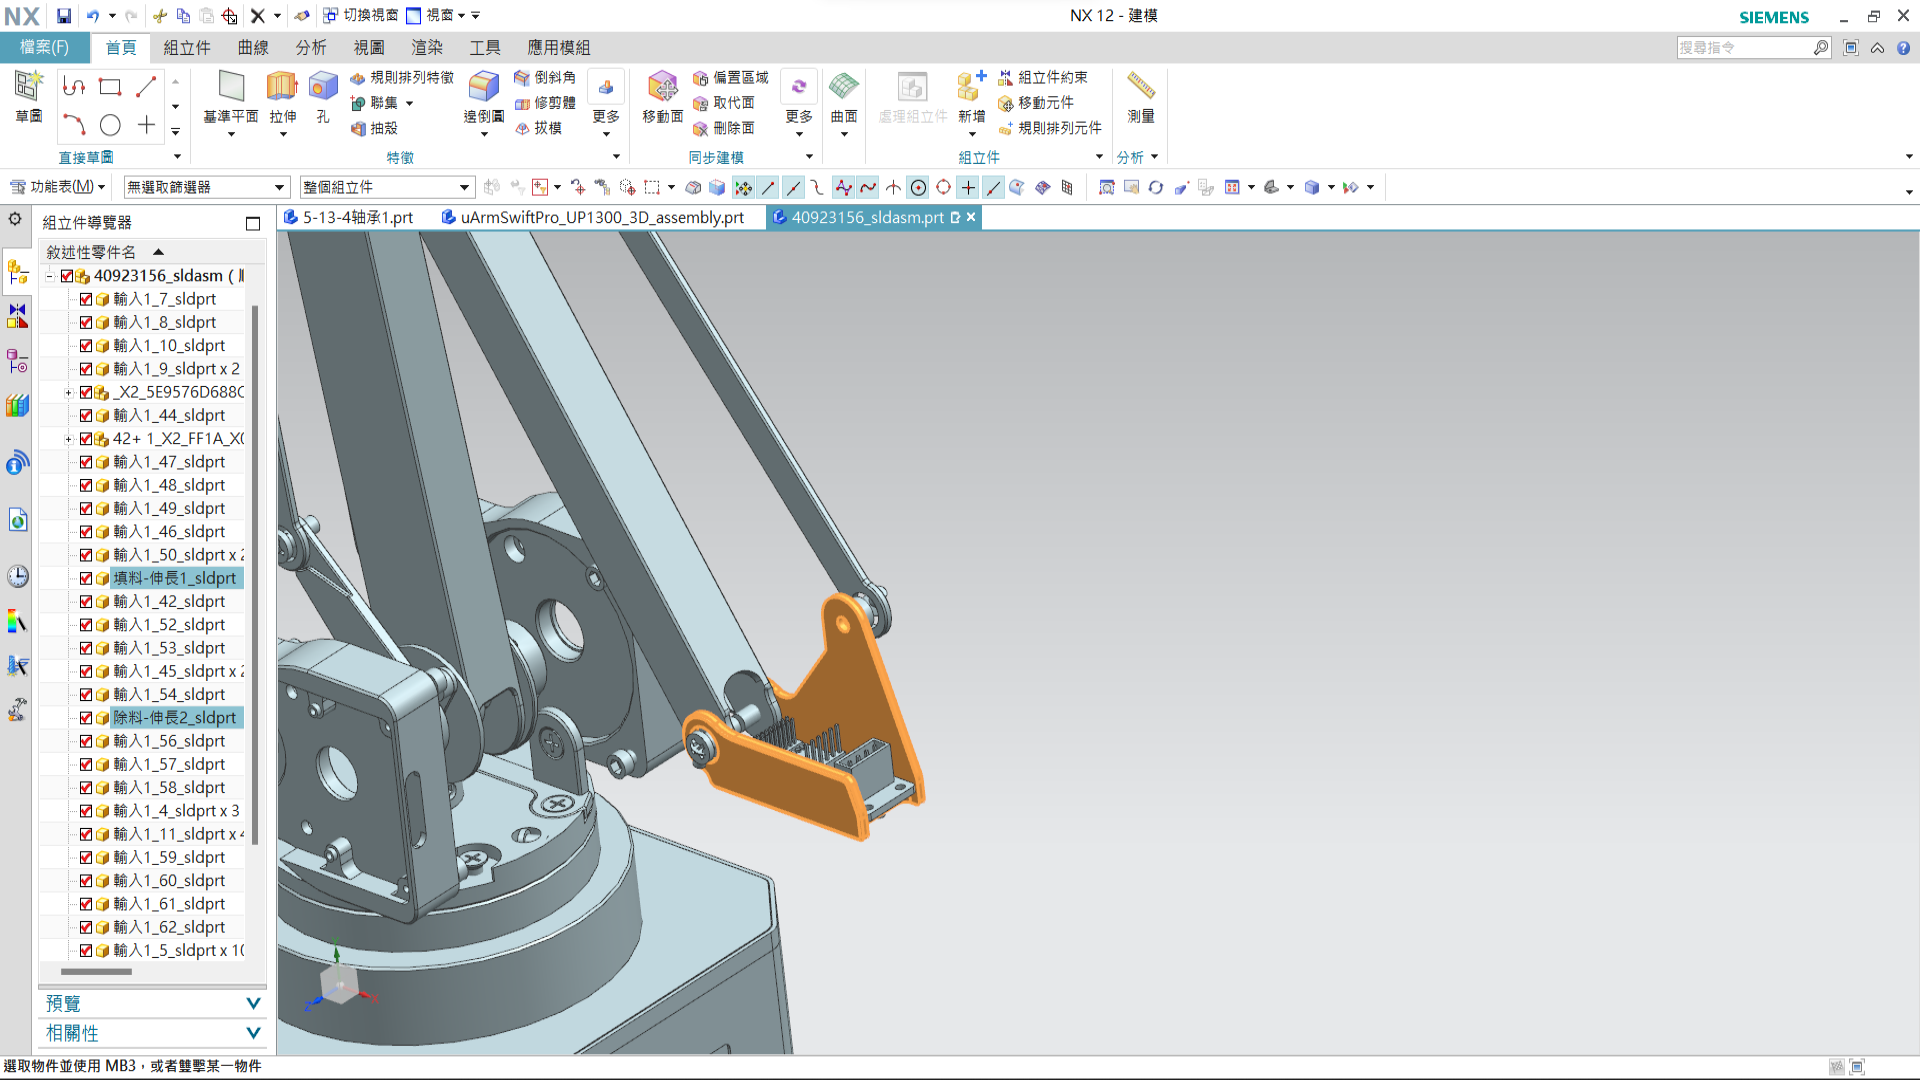 NX
切換視窗
視窗
NX 12 - 建模
SIEMENS
檔案(F)
首頁
組立件
曲線
分析
視圖
渲染
工具
應用模組
搜尋指令
草圖
直接草圖
基準平面
拉伸
孔
規則排列特徵
聯集
抽殼
邊倒圓
倒斜角
修剪體
拔模
更多
特徵
移動面
偏置區域
取代面
刪除面
更多
同步建模
曲面
處理組立件
新增
組立件約束
移動元件
規則排列元件
組立件
測量
分析
功能表(M)
無選取篩選器
整個組立件
組立件導覽器
5-13-4轴承1.prt
uArmSwiftPro_UP1300_3D_assembly.prt
40923156_sldasm.prt
敘述性零件名
40923156_sldasm (
輸入1_7_sldprt
輸入1_8_sldprt
輸入1_10_sldprt
輸入1_9_sldprt x 2
_X2_5E9576D688C
輸入1_44_sldprt
42+ 1_X2_FF1A_X0
輸入1_47_sldprt
輸入1_48_sldprt
輸入1_49_sldprt
輸入1_46_sldprt
輸入1_50_sldprt x 2
填料-伸長1_sldprt
輸入1_42_sldprt
輸入1_52_sldprt
輸入1_53_sldprt
輸入1_45_sldprt x 2
輸入1_54_sldprt
除料-伸長2_sldprt
輸入1_56_sldprt
輸入1_57_sldprt
輸入1_58_sldprt
輸入1_4_sldprt x 3
輸入1_11_sldprt x 4
輸入1_59_sldprt
輸入1_60_sldprt
輸入1_61_sldprt
輸入1_62_sldprt
輸入1_5_sldprt x 10
預覽
相關性
Z
X
選取物件並使用 MB3，或者雙擊某一物件